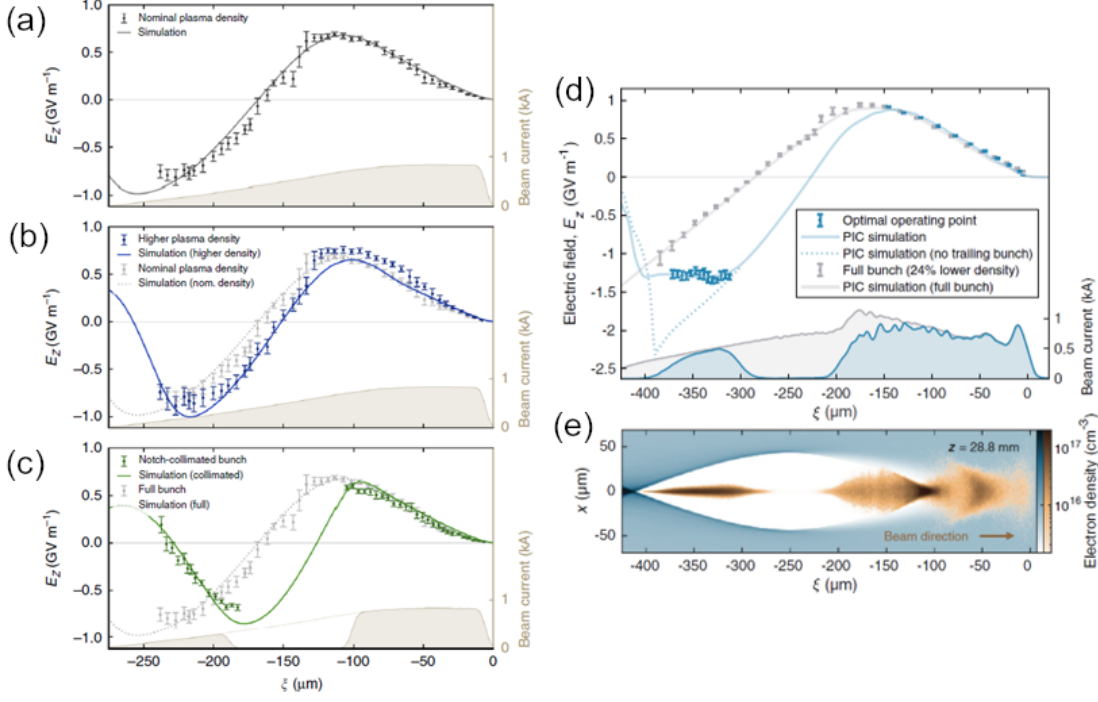 (a)
Nominal plasma density
Simulation
1.0
0.5
0.0
−0.5
−1.0
E_z (GV m⁻¹)
1
0
Beam current (kA)
(b)
Higher plasma density
Simulation (higher density)
Nominal plasma density
Simulation (nom. density)
1.0
0.5
0.0
−0.5
−1.0
E_z (GV m⁻¹)
1
0
Beam current (kA)
(c)
Notch-collimated bunch
Simulation (collimated)
Full bunch
Simulation (full)
1.0
0.5
0.0
−0.5
−1.0
E_z (GV m⁻¹)
1
0
Beam current (kA)
−250 −200 −150 −100 −50 0
ξ (μm)
(d)
1
0.5
0
-0.5
-1
-1.5
-2
-2.5
Electric field, E_z (GV m⁻¹)
Optimal operating point
PIC simulation
PIC simulation (no trailing bunch)
Full bunch (24% lower density)
PIC simulation (full bunch)
1
0.5
0
Beam current (kA)
-400 -350 -300 -250 -200 -150 -100 -50 0
ξ (μm)
(e)
50
0
-50
x (μm)
z = 28.8 mm
Beam direction
10¹⁷
10¹⁶
Electron density (cm⁻³)
-400 -350 -300 -250 -200 -150 -100 -50 0
ξ (μm)